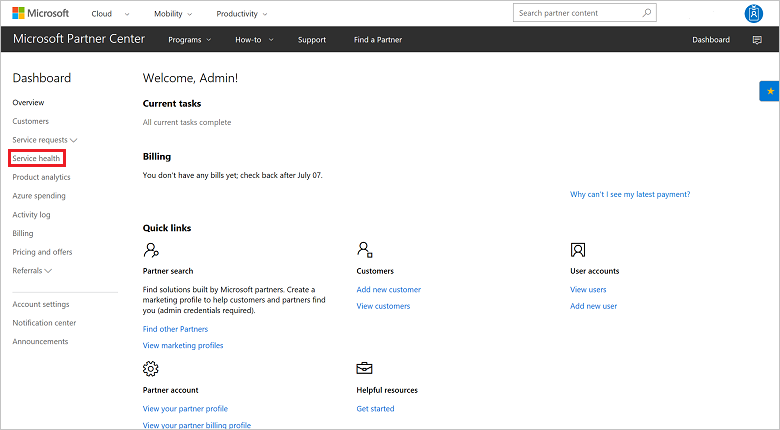 Microsoft Cloud Mobility Productivity Search partner content
Microsoft Partner Center Programs How-to Support Find a Partner Dashboard
Dashboard
Overview
Customers
Service requests
Service health
Product analytics
Azure spending
Activity log
Billing
Pricing and offers
Referrals
Account settings
Notification center
Announcements
Welcome, Admin!
Current tasks
All current tasks complete
Billing
You don't have any bills yet; check back after July 07.
Why can't I see my latest payment?
Quick links
Partner search
Find solutions built by Microsoft partners. Create a
marketing profile to help customers and partners find
you (admin credentials required).
Find other Partners
View marketing profiles
Customers
Add new customer
View customers
User accounts
View users
Add new user
Partner account
View your partner profile
View your partner billing profile
Helpful resources
Get started